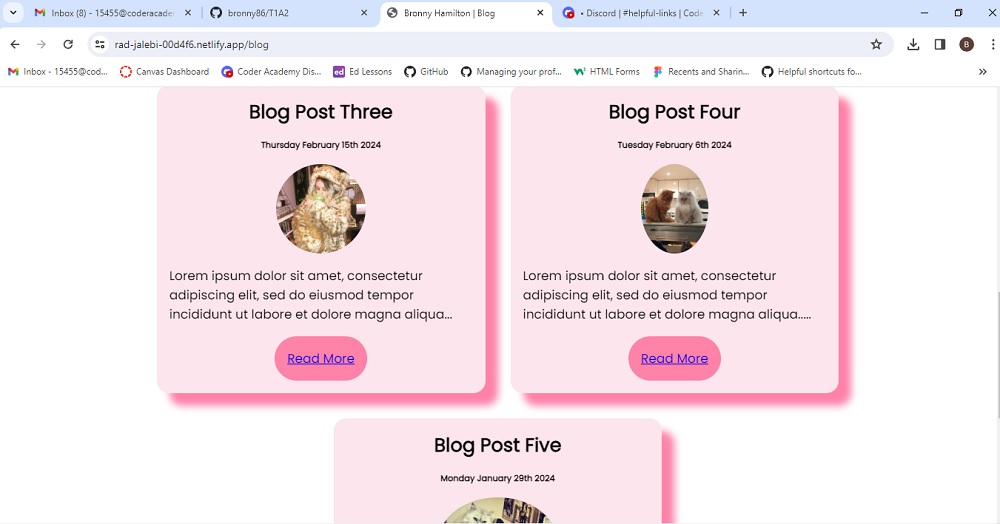 Inbox (8) - 15455@coderacade
bronny86/T1A2
Bronny Hamilton | Blog
• Discord | #helpful-links | Code
rad-jalebi-00d4f6.netlify.app/blog
B
Inbox - 15455@cod...
Canvas Dashboard
Coder Academy Dis...
ed
Ed Lessons
GitHub
Managing your prof...
HTML Forms
Recents and Sharin...
Helpful shortcuts fo...
Blog Post Three
Thursday February 15th 2024
Lorem ipsum dolor sit amet, consectetur
adipiscing elit, sed do eiusmod tempor
incididunt ut labore et dolore magna aliqua...
Read More
Blog Post Four
Tuesday February 6th 2024
Lorem ipsum dolor sit amet, consectetur
adipiscing elit, sed do eiusmod tempor
incididunt ut labore et dolore magna aliqua.....
Read More
Blog Post Five
Monday January 29th 2024